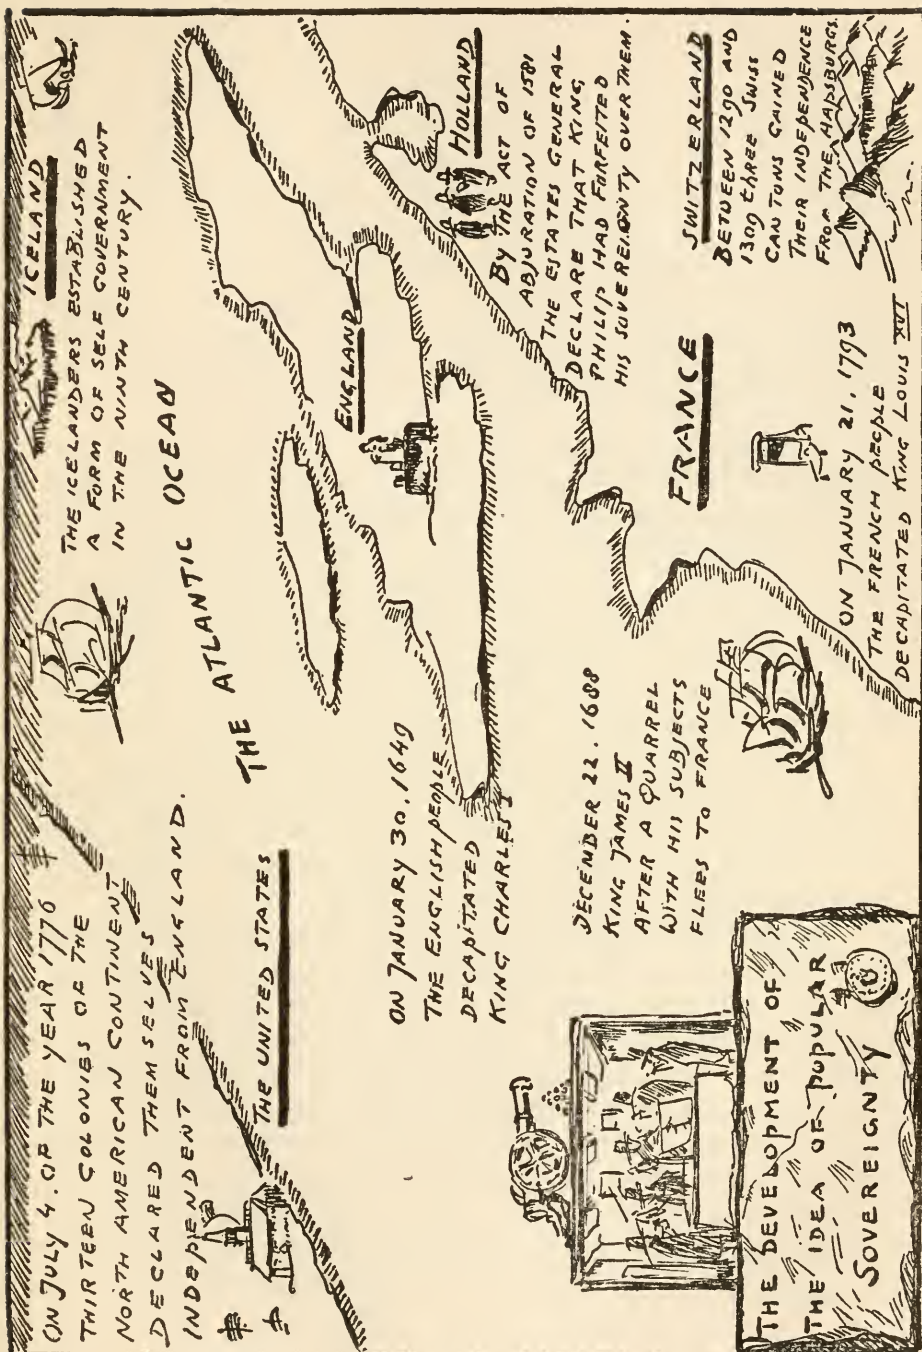 ON JULY 4. OF THE YEAR 1776
THIRTEEN COLONIES OF THE
NORTH AMERICAN CONTINENT
DECLARED THEMSELVES
INDEPENDENT FROM ENGLAND.
THE UNITED STATES
ICELAND
THE ICELANDERS ESTABLISHED
A FORM OF SELF GOVERNMENT
IN THE NINTH CENTURY.
THE ATLANTIC OCEAN
ENGLAND
ON JANUARY 30. 1649
THE ENGLISH PEOPLE
DECAPITATED
KING CHARLES I
HOLLAND
BY THE ACT OF
ABJURATION OF 1581
THE ESTATES GENERAL
DECLARE THAT KING
PHILIP HAD FORFEITED
HIS SOVEREIGNTY OVER THEM.
DECEMBER 22. 1688
KING JAMES II
AFTER A QUARREL
WITH HIS SUBJECTS
FLEES TO FRANCE
FRANCE
ON JANUARY 21. 1793
THE FRENCH PEOPLE
DECAPITATED KING LOUIS XVI
SWITZERLAND
BETWEEN 1290 AND
1309 three SWISS
CANTONS GAINED
THEIR INDEPENDENCE
FROM THE HAPSBURGS.
THE DEVELOPMENT OF
THE IDEA OF POPULAR
SOVEREIGNTY